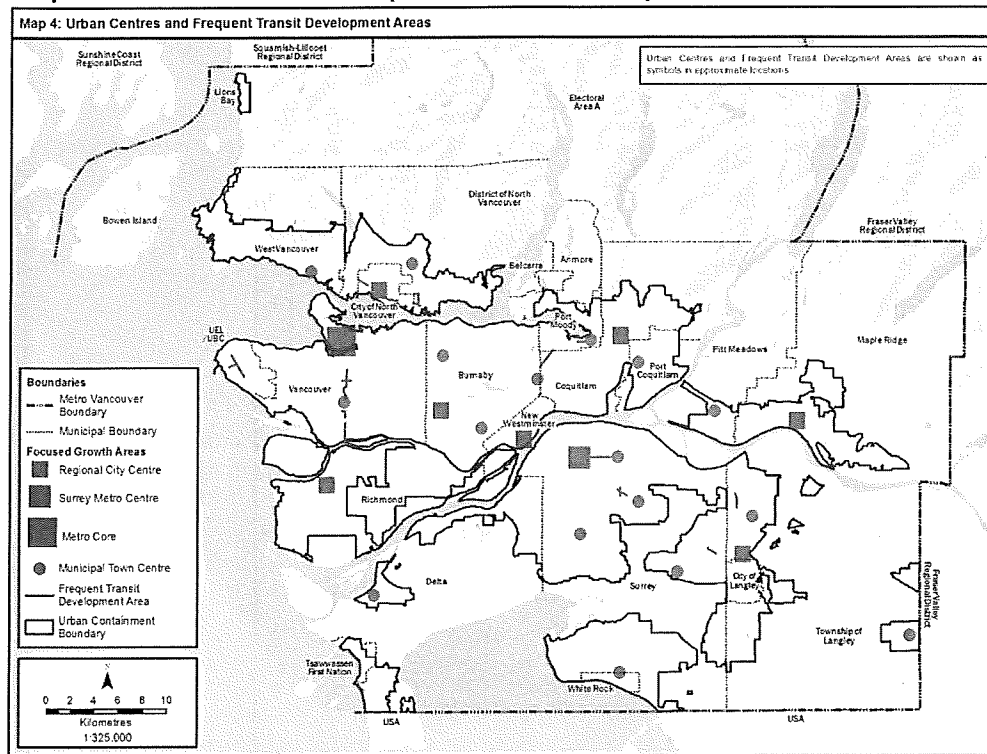 Map 4: Urban Centres and Frequent Transit Development Areas
Urban Centres and Frequent Transit Development Areas are shown as
symbols in approximate locations
Sunshine Coast
Regional District
Squamish-Lillooet
Regional District
Lions
Bay
Electoral
Area A
Bowen Island
District of North
Vancouver
Fraser Valley
Regional District
West Vancouver
Belcarra
Anmore
City of North
Vancouver
Port
Moody
UEL
/UBC
Maple Ridge
Pitt Meadows
Vancouver
Burnaby
Coquitlam
Port
Coquitlam
New
Westminster
Richmond
Delta
Surrey
City of
Langley
Fraser Valley
Regional District
Township of
Langley
Tsawwassen
First Nation
White Rock
USA
USA
Boundaries
Metro Vancouver
Boundary
Municipal Boundary
Focused Growth Areas
Regional City Centre
Surrey Metro Centre
Metro Core
Municipal Town Centre
Frequent Transit
Development Area
Urban Containment
Boundary
N
0 2 4 6 8 10
Kilometres
1:325,000